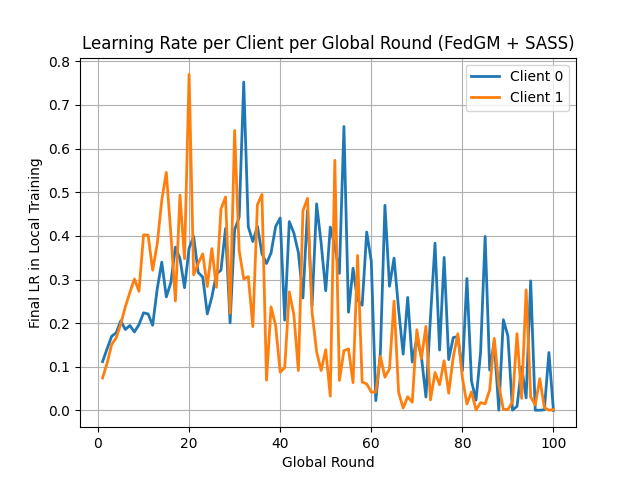 Learning Rate per Client per Global Round (FedGM + SASS)
Client 0
Client 1
Final LR in Local Training
0.8
0.7
0.6
0.5
0.4
0.3
0.2
0.1
0.0
0 20 40 60 80 100
Global Round